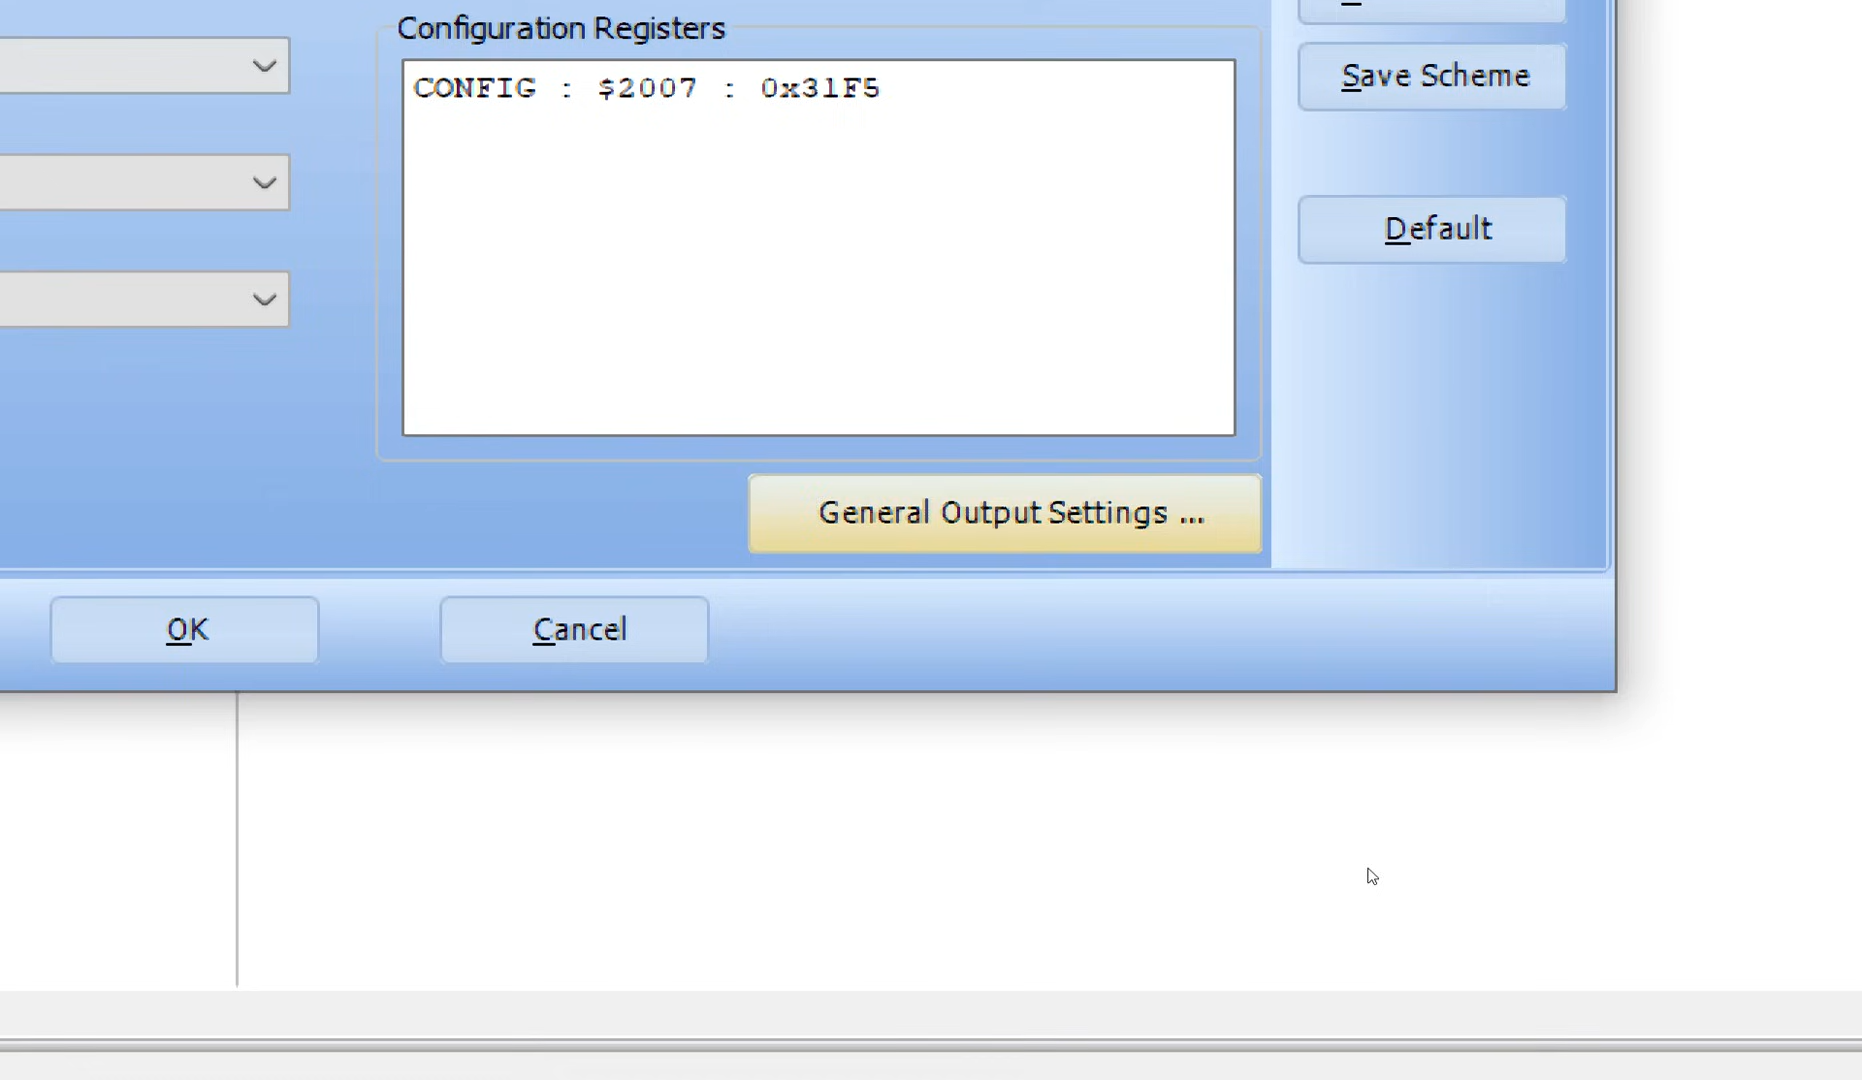 Configuration Registers
CONFIG : $2007 : 0x31F5
Save Scheme
Default
General Output Settings ...
OK
Cancel